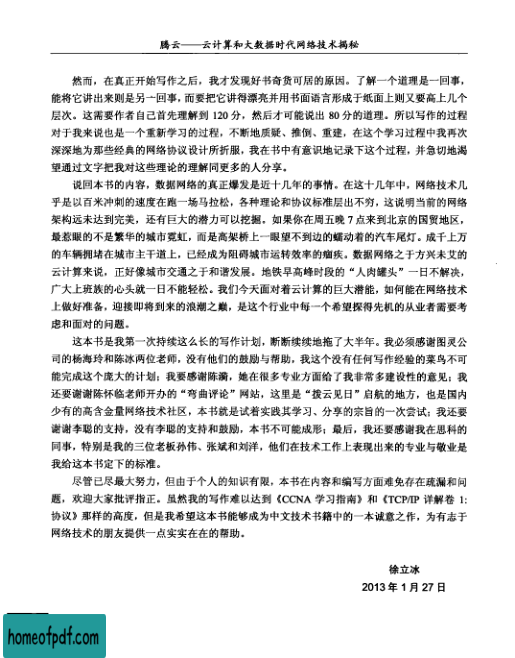 腾云——云计算和大数据时代网络技术揭秘
然而，在真正开始写作之后，我才发现好书奇货可居的原因。了解一个道理是一回事，
能将它讲出来则是另一回事，而要把它讲得漂亮并用书面语言形成于纸面上则又要高上几个
层次。这需要作者自己首先理解到 120 分，然后才可能说出 80 分的道理。所以写作的过程
对于我来说也是一个重新学习的过程，不断地质疑、推倒、重建，在这个学习过程中我再次
深深地为那些经典的网络协议设计所折服，我在书中有意识地记录下这个过程，并急切地渴
望通过文字把我对这些理论的理解同更多的人分享。
说回本书的内容，数据网络的真正爆发是近十几年的事情。在这十几年中，网络技术几
乎是以百米冲刺的速度在跑一场马拉松，各种理论和协议标准层出不穷，这说明当前的网络
架构远未达到完美，还有巨大的潜力可以挖掘。如果你在周五晚 7 点来到北京的国贸地区，
最惹眼的不是繁华的城市霓虹，而是高架桥上一眼望不到边的蠕动着的汽车尾灯。成千上万
的车辆拥堵在城市主干道上，已经成为阻碍城市运转效率的痼疾。数据网络之于方兴未艾的
云计算来说，正好像城市交通之于和谐发展。地铁早高峰时段的“人肉罐头”一日不解决，
广大上班族的心头就一日不能轻松。我们今天面对着云计算的巨大潜能，如何能在网络技术
上做好准备，迎接即将到来的浪潮之巅，是这个行业中每一个希望探得先机的从业者需要考
虑和面对的问题。
这本书是我第一次持续这么长的写作计划，断断续续地拖了大半年。我必须感谢图灵公
司的杨海玲和陈冰两位老师，没有他们的鼓励与帮助，我这个没有任何写作经验的菜鸟不可
能完成这个庞大的计划；我要感谢陈漪，她在很多专业方面给了我非常多建设性的意见；我
还要谢谢陈怀临老师开办的“弯曲评论”网站，这里是“拨云见日”启航的地方，也是国内
少有的高含金量网络技术社区，本书就是试着实践其学习、分享的宗旨的一次尝试；我还要
谢谢李聪的支持，没有李聪的支持和鼓励，本书不可能成形；最后，我还要感谢我在思科的
同事，特别是我的三位老板孙伟、张斌和刘洋，他们在技术工作上表现出来的专业与敬业是
我给这本书定下的标准。
尽管已尽最大努力，但由于个人的知识有限，本书在内容和编写方面难免存在疏漏和问
题，欢迎大家批评指正。虽然我的写作难以达到《CCNA 学习指南》和《TCP/IP 详解卷 1:
协议》那样的高度，但是我希望这本书能够成为中文技术书籍中的一本诚意之作，为有志于
网络技术的朋友提供一点实实在在的帮助。
徐立冰
2013 年 1 月 27 日
homeofpdf.com